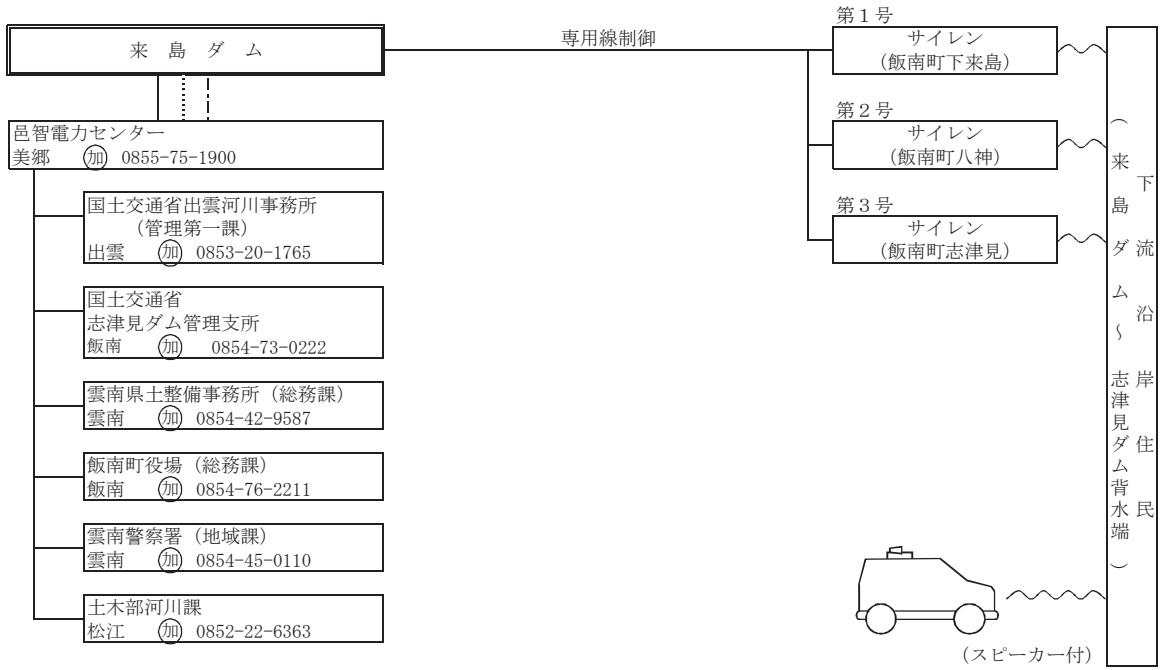 来島ダム
専用線制御
邑智電力センター
美郷 加 0855-75-1900
国土交通省出雲河川事務所
（管理第一課）
出雲 加 0853-20-1765
国土交通省
志津見ダム管理支所
飯南 加 0854-73-0222
雲南県土整備事務所（総務課）
雲南 加 0854-42-9587
飯南町役場（総務課）
飯南 加 0854-76-2211
雲南警察署（地域課）
雲南 加 0854-45-0110
土木部河川課
松江 加 0852-22-6363
第１号
サイレン
（飯南町下来島）
第２号
サイレン
（飯南町八神）
第３号
サイレン
（飯南町志津見）
下流沿岸住民
（来島ダム～志津見ダム背水端）
（スピーカー付）